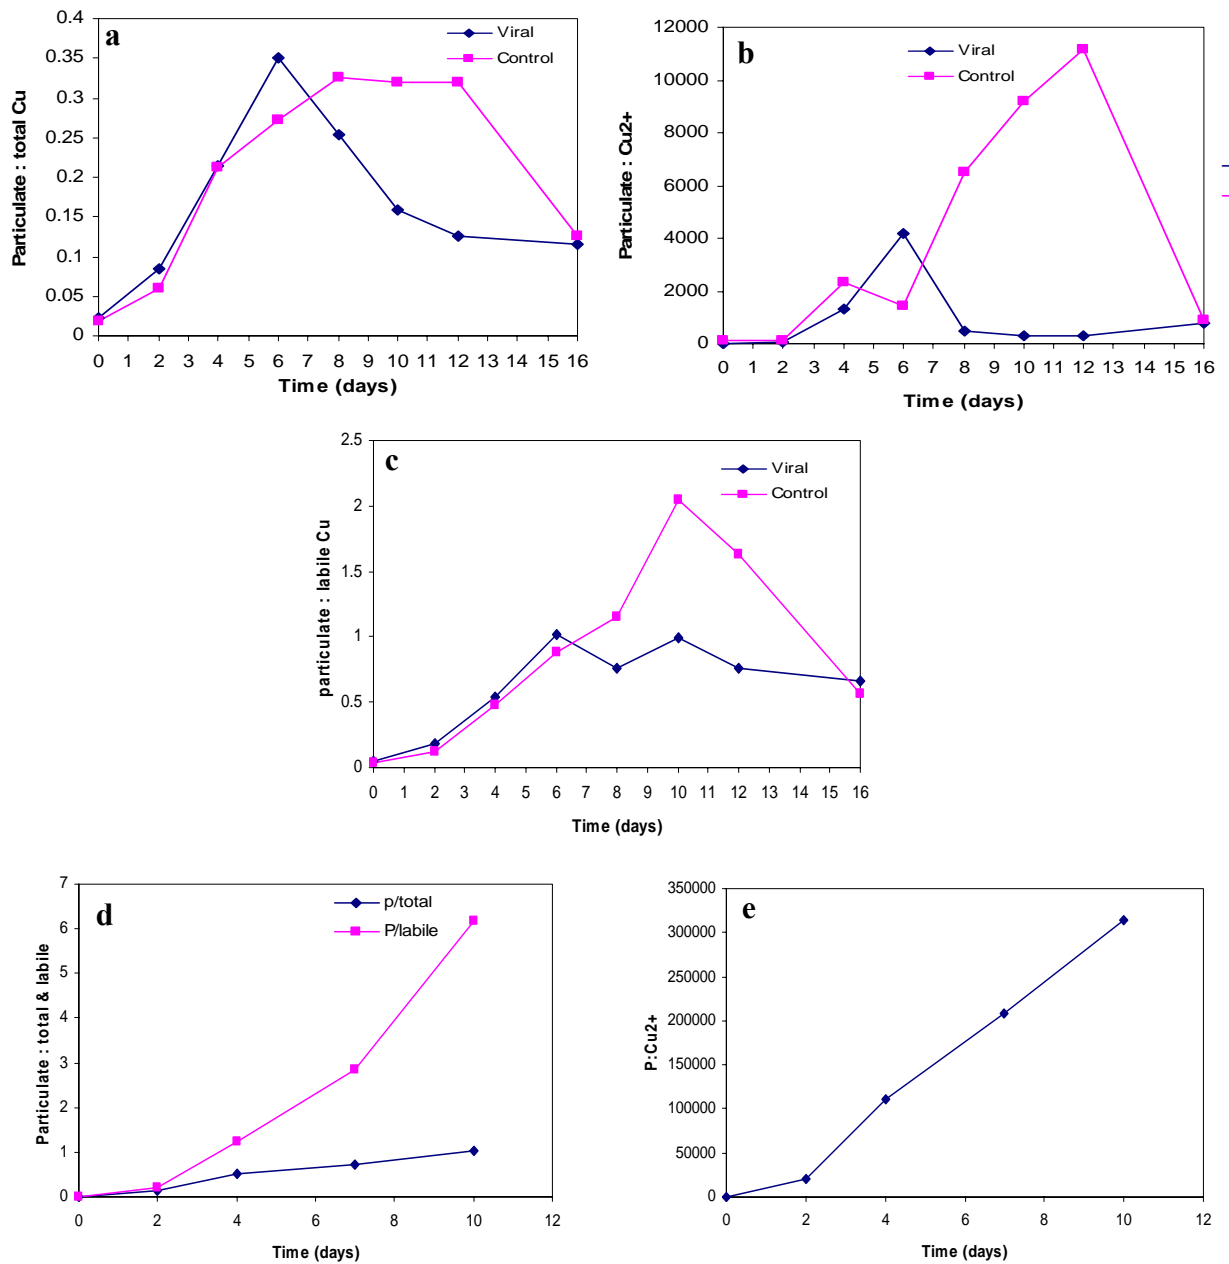 a
Viral
Control
Particulate : total Cu
0.4
0.35
0.3
0.25
0.2
0.15
0.1
0.05
0
0 1 2 3 4 5 6 7 8 9 10 11 12 13 14 15 16
Time (days)
b
Viral
Control
Particulate : Cu2+
12000
10000
8000
6000
4000
2000
0
0 1 2 3 4 5 6 7 8 9 10 11 12 13 14 15 16
Time (days)
c
Viral
Control
particulate : labile Cu
2.5
2
1.5
1
0.5
0
0 1 2 3 4 5 6 7 8 9 10 11 12 13 14 15 16
Time (days)
d
p/total
P/labile
Particulate : total & labile
7
6
5
4
3
2
1
0
0 2 4 6 8 10 12
Time (days)
e
P:Cu2+
350000
300000
250000
200000
150000
100000
50000
0
0 2 4 6 8 10 12
Time (days)